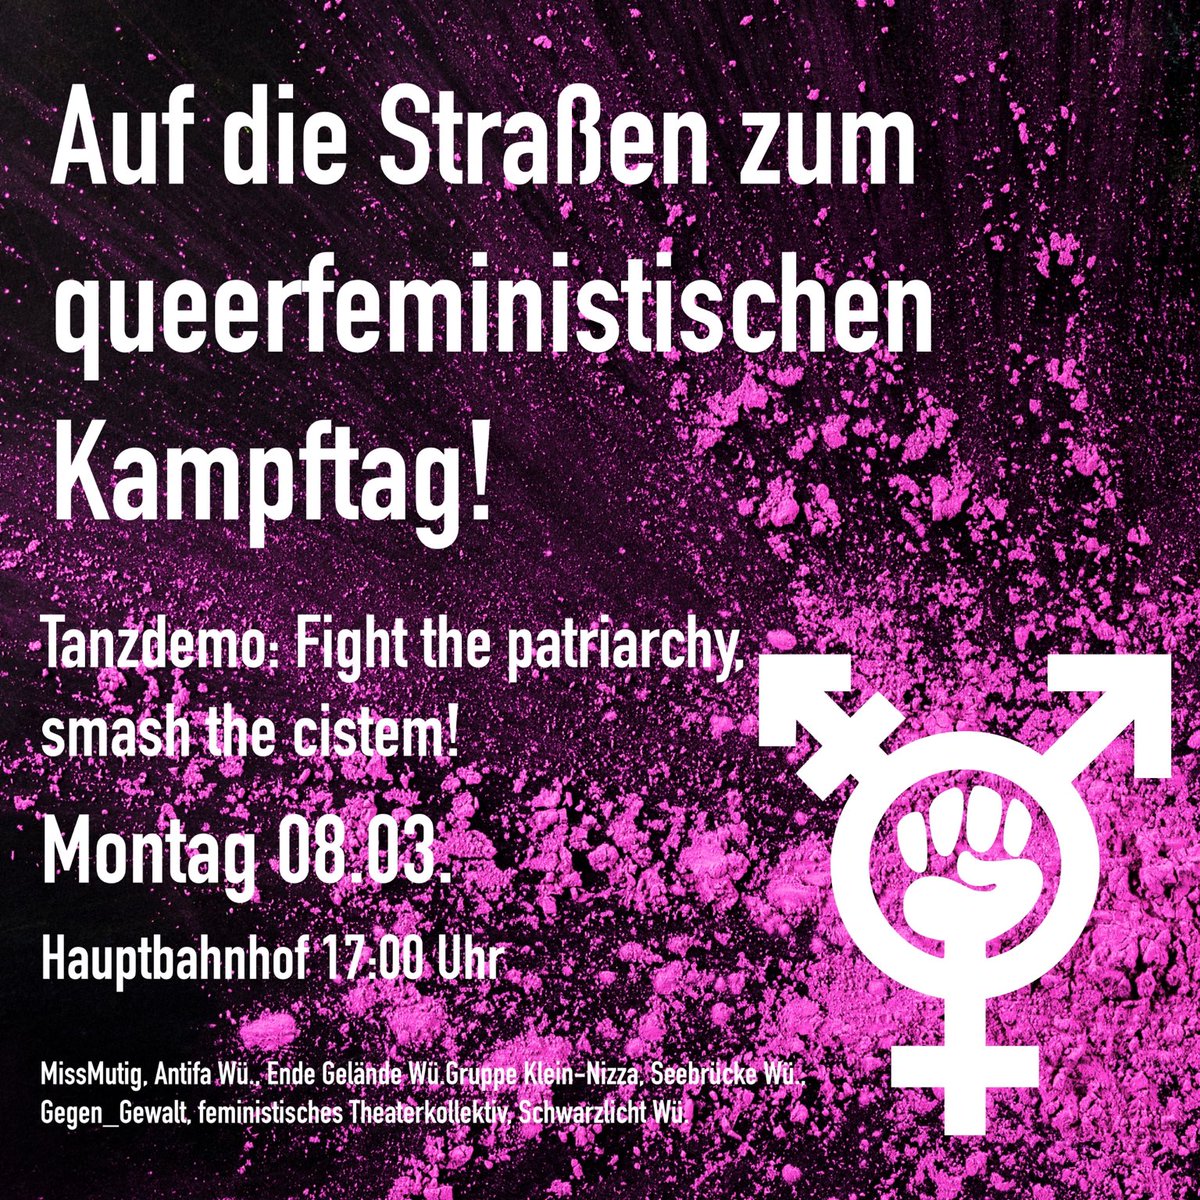 Auf die Straßen zum
queerfeministischen
Kampftag!
Tanzdemo: Fight the patriarchy,
smash the cistem!
Montag 08.03.
Hauptbahnhof 17:00 Uhr
MissMutig, Antifa Wü., Ende Gelände Wü.Gruppe Klein-Nizza, Seebrücke Wü.,
Gegen_Gewalt, feministisches Theaterkollektiv, Schwarzlicht Wü.